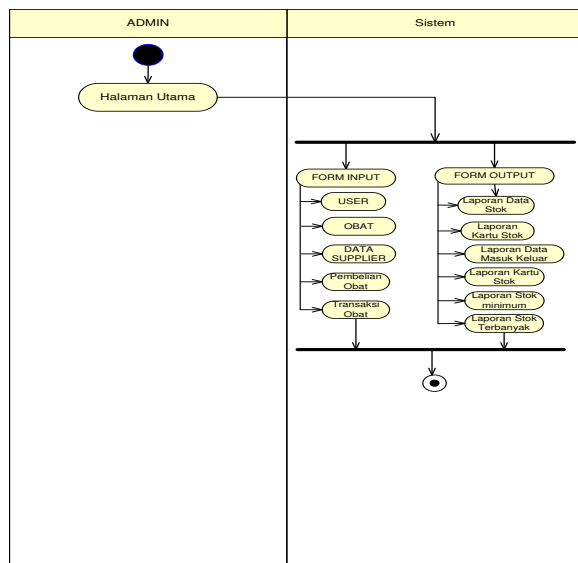 ADMIN
Sistem
Halaman Utama
FORM INPUT
USER
OBAT
DATA
SUPPLIER
Pembelian
Obat
Transaksi
Obat
FORM OUTPUT
Laporan Data
Stok
Laporan
Kartu Stok
Laporan Data
Masuk Keluar
Laporan Kartu
Stok
Laporan Stok
minimum
Laporan Stok
Terbanyak